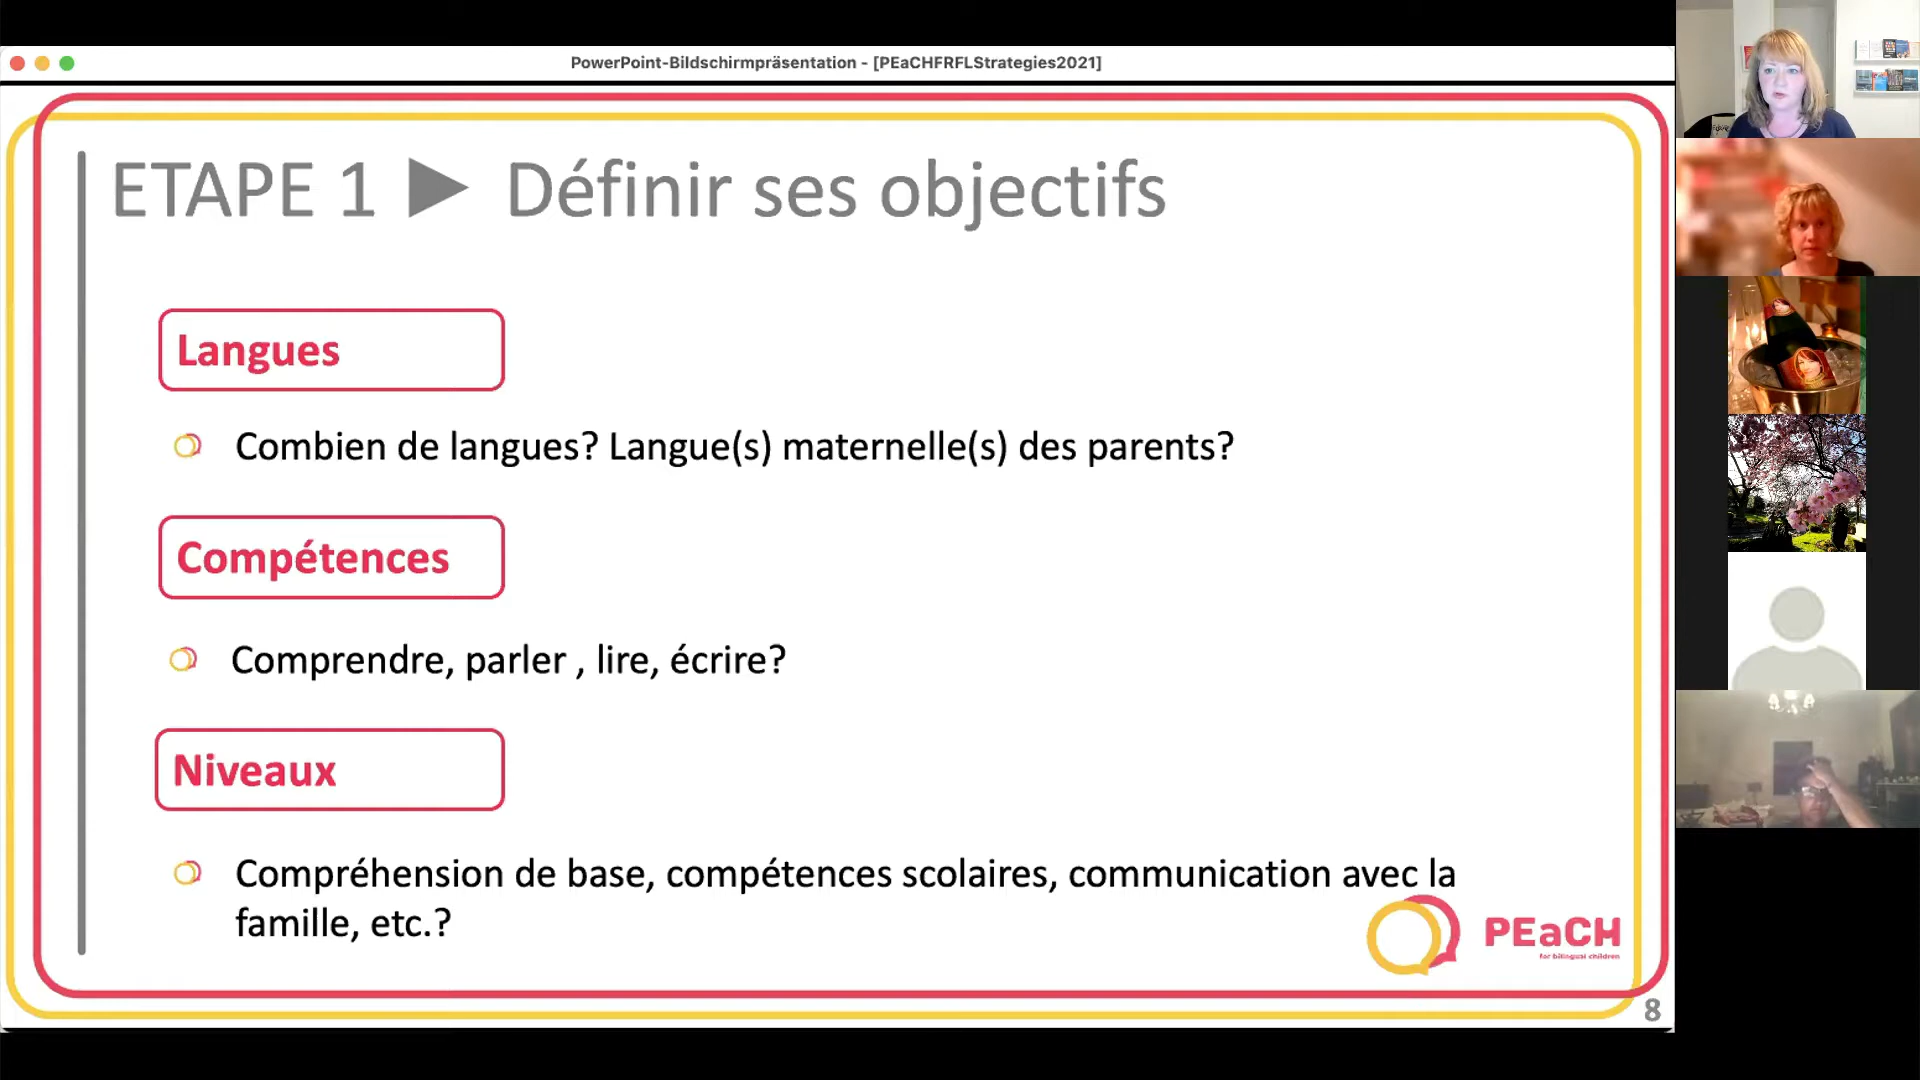 PowerPoint-Bildschirmpräsentation - [PEaCHFRFLStrategies2021]
ETAPE 1 ► Définir ses objectifs
Langues
Combien de langues? Langue(s) maternelle(s) des parents?
Compétences
Comprendre, parler , lire, écrire?
Niveaux
Compréhension de base, compétences scolaires, communication avec la
famille, etc.?
PEaCH
for bilingual children
8